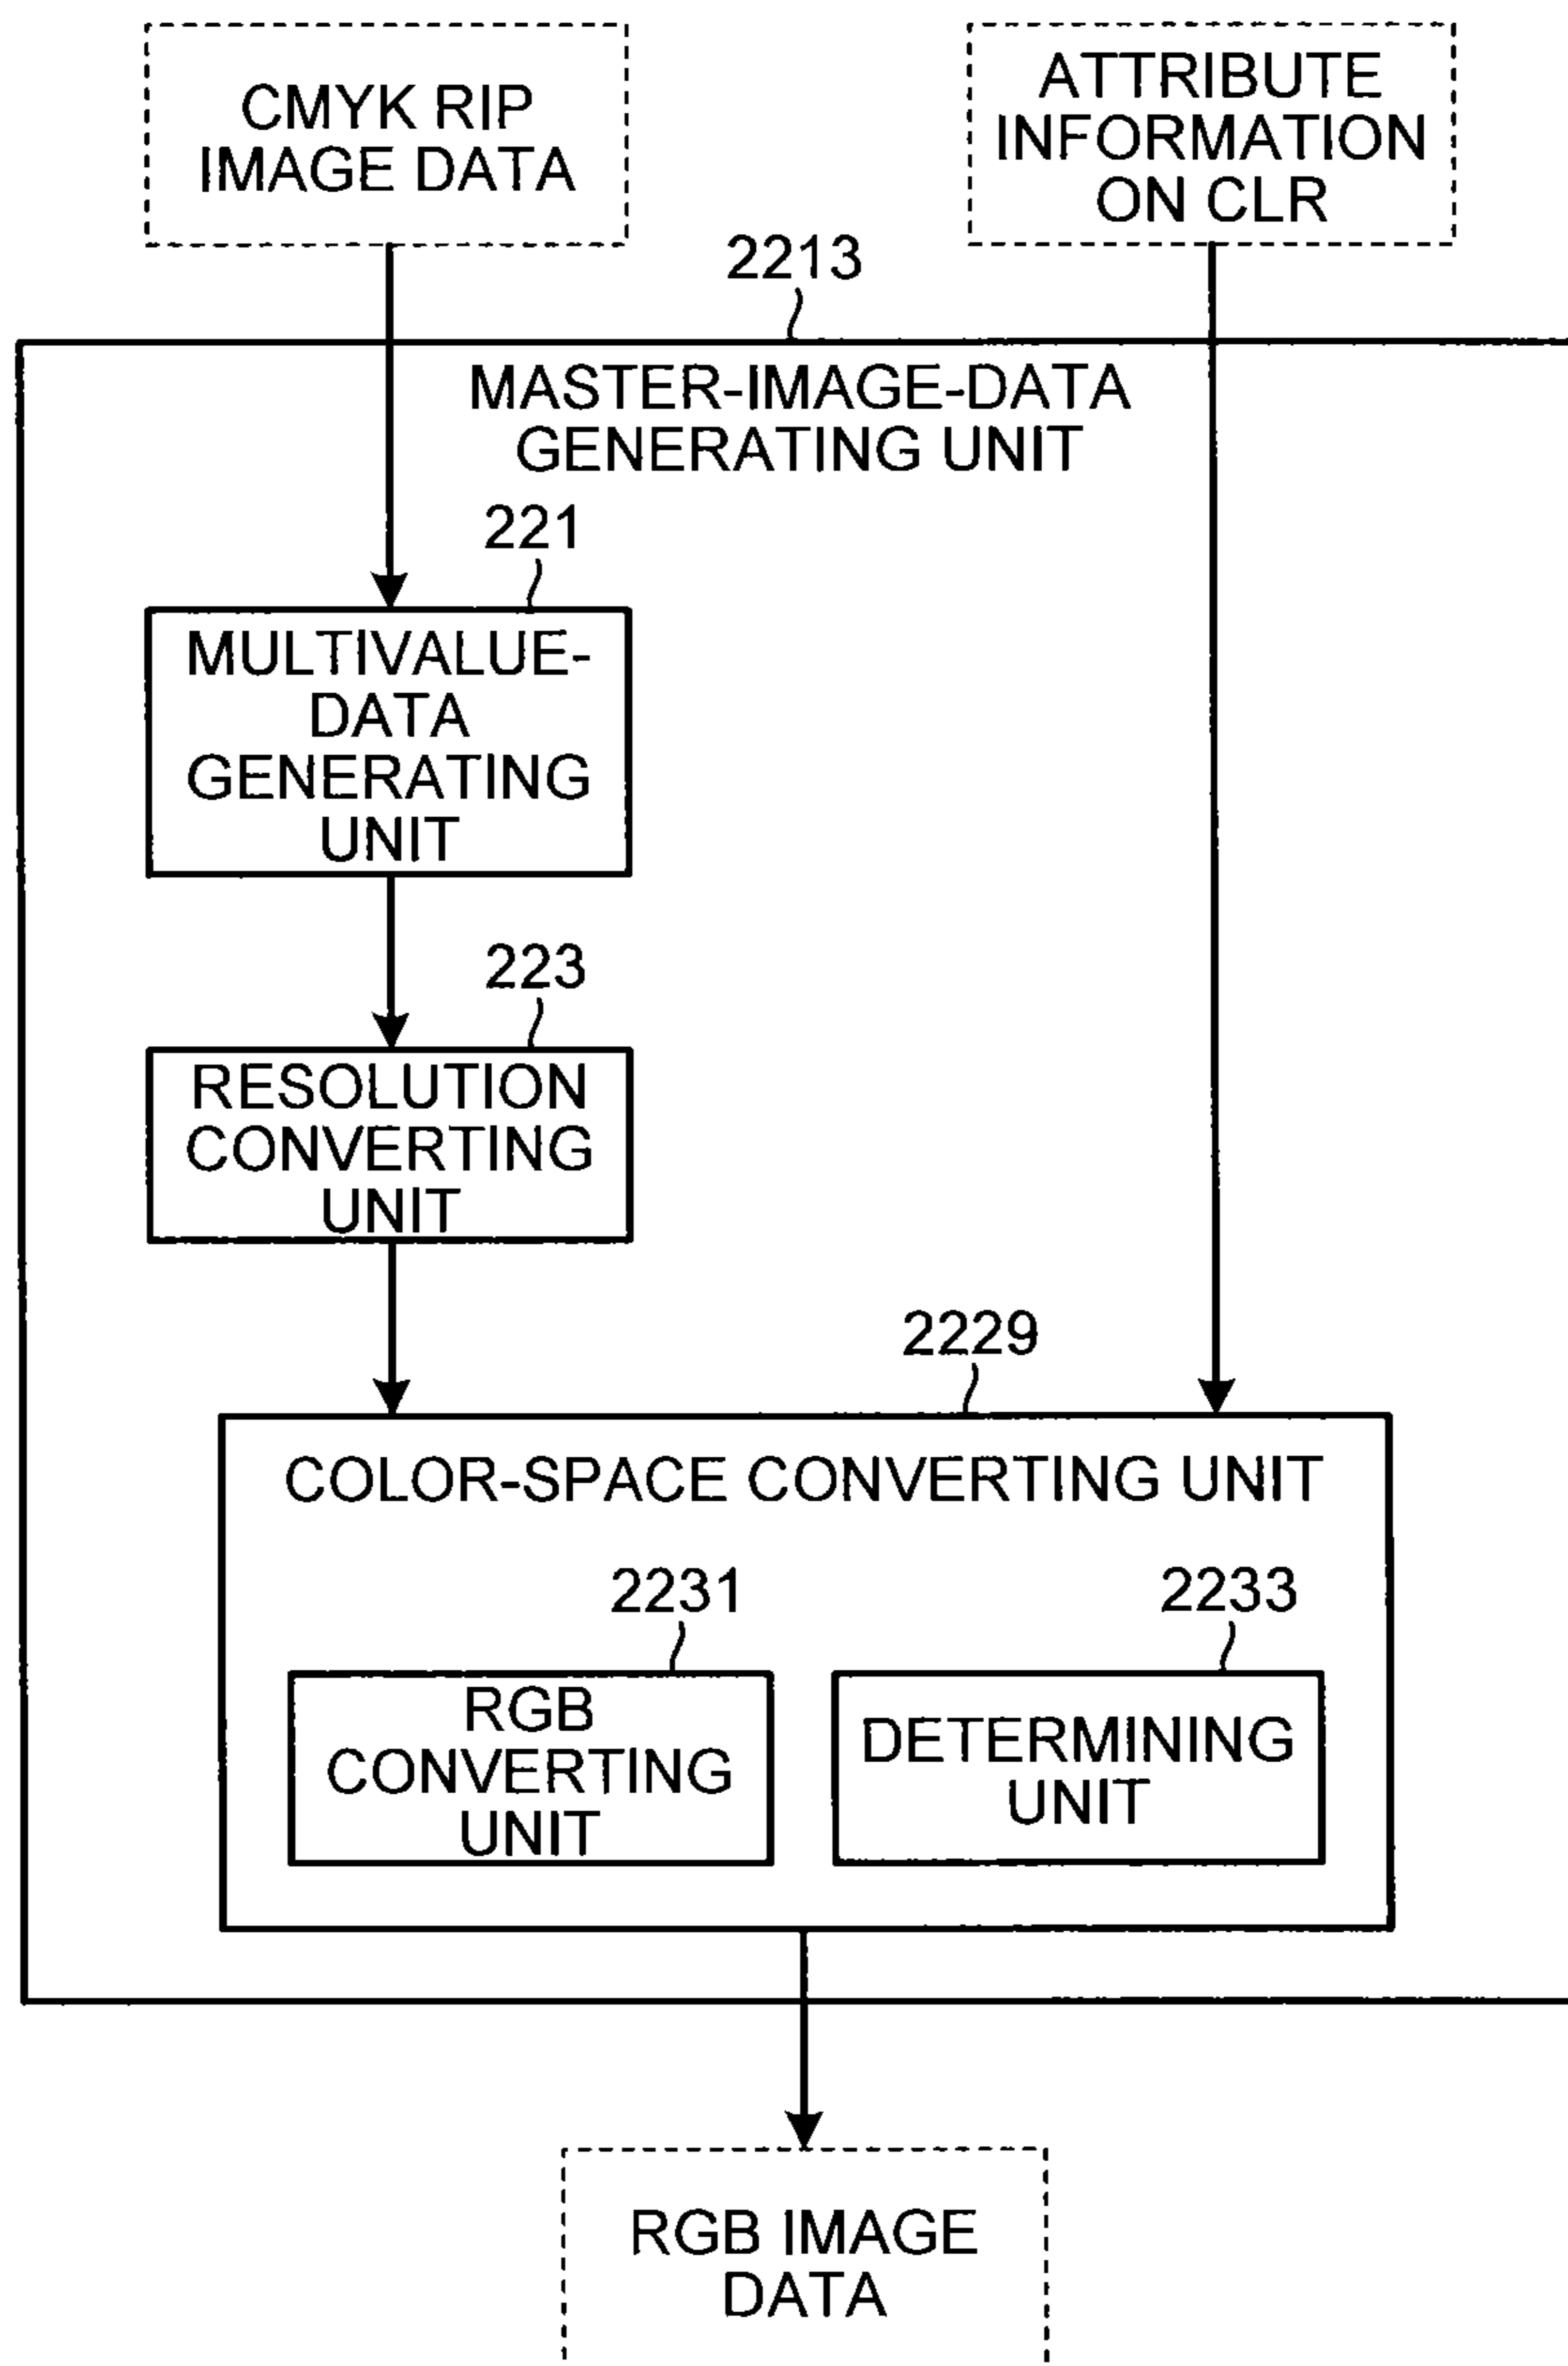 CMYK RIP
IMAGE DATA
ATTRIBUTE
INFORMATION
ON CLR
2213
MASTER-IMAGE-DATA
GENERATING UNIT
221
MULTIVALUE-
DATA
GENERATING
UNIT
223
RESOLUTION
CONVERTING
UNIT
2229
COLOR-SPACE CONVERTING UNIT
2231
RGB
CONVERTING
UNIT
2233
DETERMINING
UNIT
RGB IMAGE
DATA